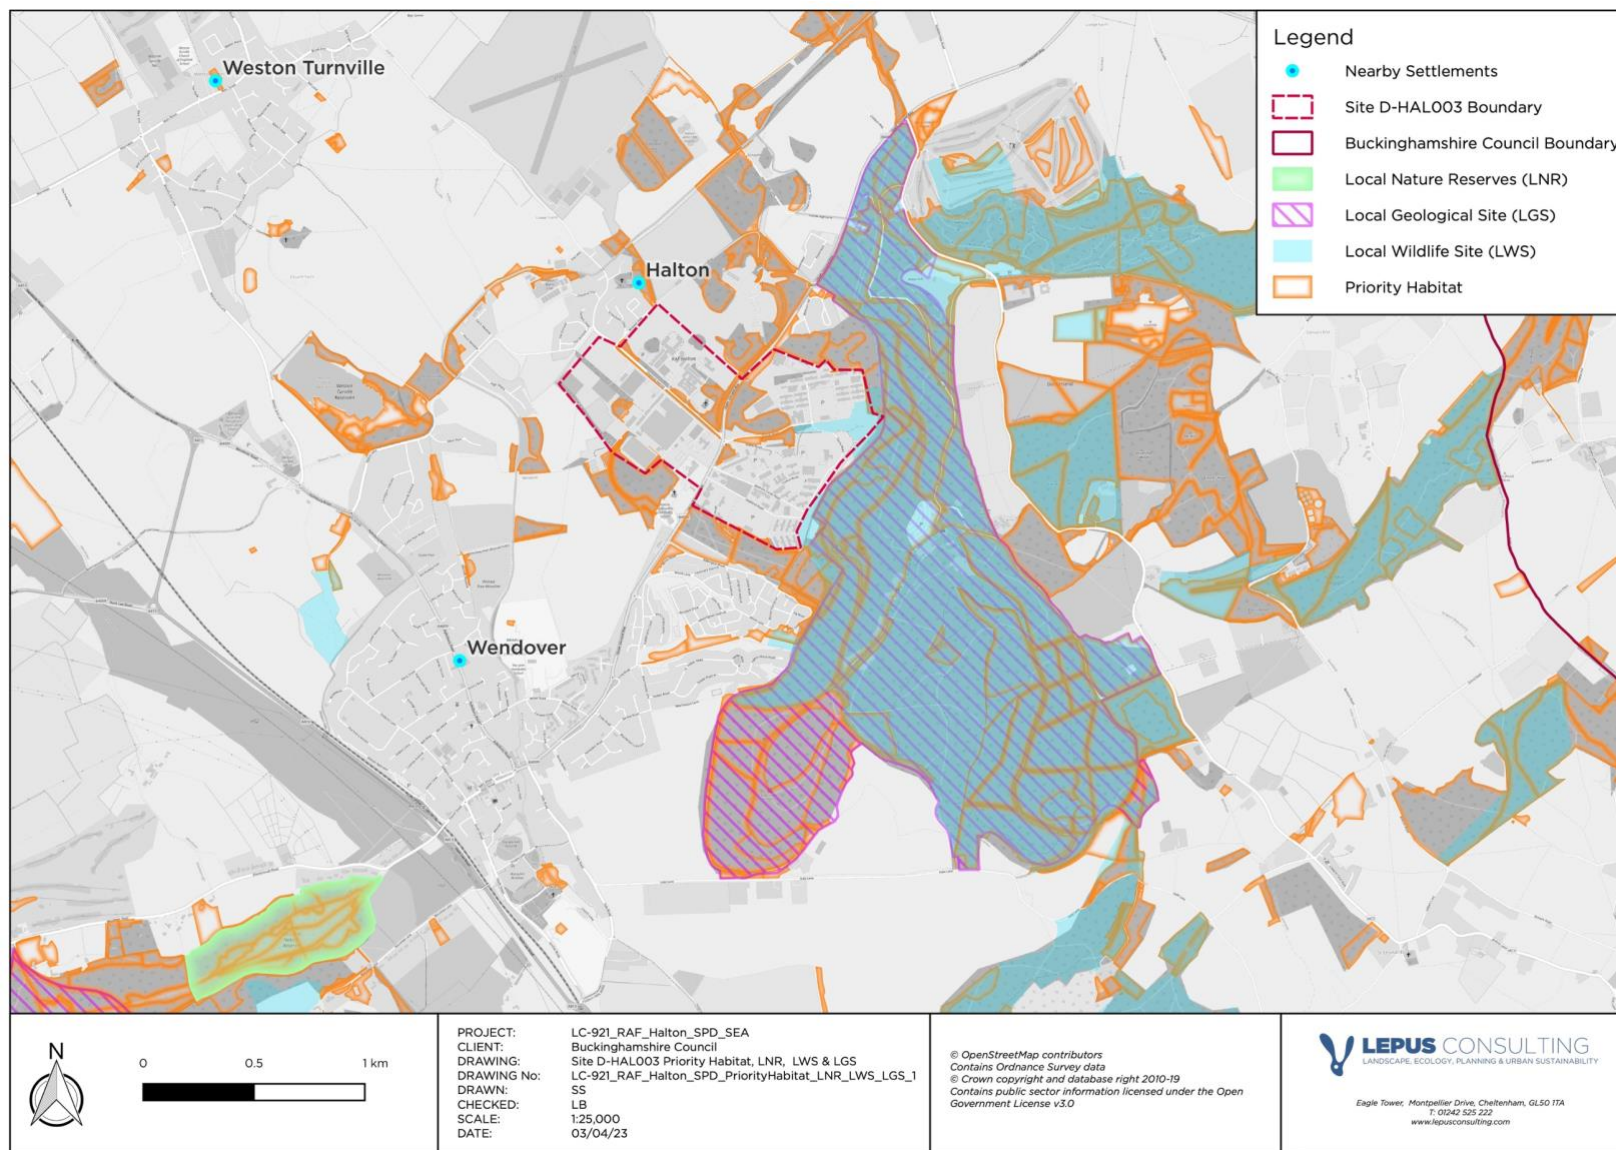 Weston Turnville
Halton
Wendover
RAF Halton
Legend
Nearby Settlements
Site D-HAL003 Boundary
Buckinghamshire Council Boundary
Local Nature Reserves (LNR)
Local Geological Site (LGS)
Local Wildlife Site (LWS)
Priority Habitat
N
0 0.5 1 km
PROJECT: LC-921_RAF_Halton_SPD_SEA
CLIENT: Buckinghamshire Council
DRAWING: Site D-HAL003 Priority Habitat, LNR, LWS & LGS
DRAWING No: LC-921_RAF_Halton_SPD_PriorityHabitat_LNR_LWS_LGS_1
DRAWN: SS
CHECKED: LB
SCALE: 1:25,000
DATE: 03/04/23
© OpenStreetMap contributors
Contains Ordnance Survey data
© Crown copyright and database right 2010-19
Contains public sector information licensed under the Open
Government License v3.0
LEPUS CONSULTING
LANDSCAPE, ECOLOGY, PLANNING & URBAN SUSTAINABILITY
Eagle Tower, Montpellier Drive, Cheltenham, GL50 1TA
T: 01242 525 222
www.lepusconsulting.com